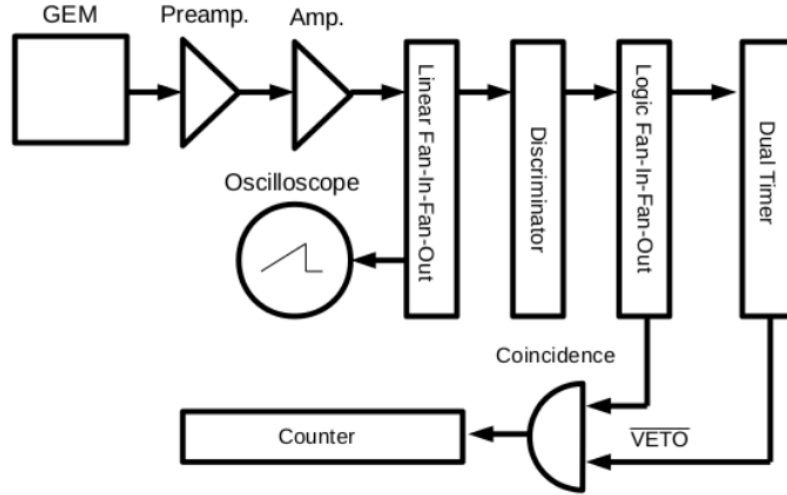 GEM
Preamp.
Amp.
Linear Fan-In-Fan-Out
Discriminator
Logic Fan-In-Fan-Out
Dual Timer
Oscilloscope
Coincidence
Counter
VETO